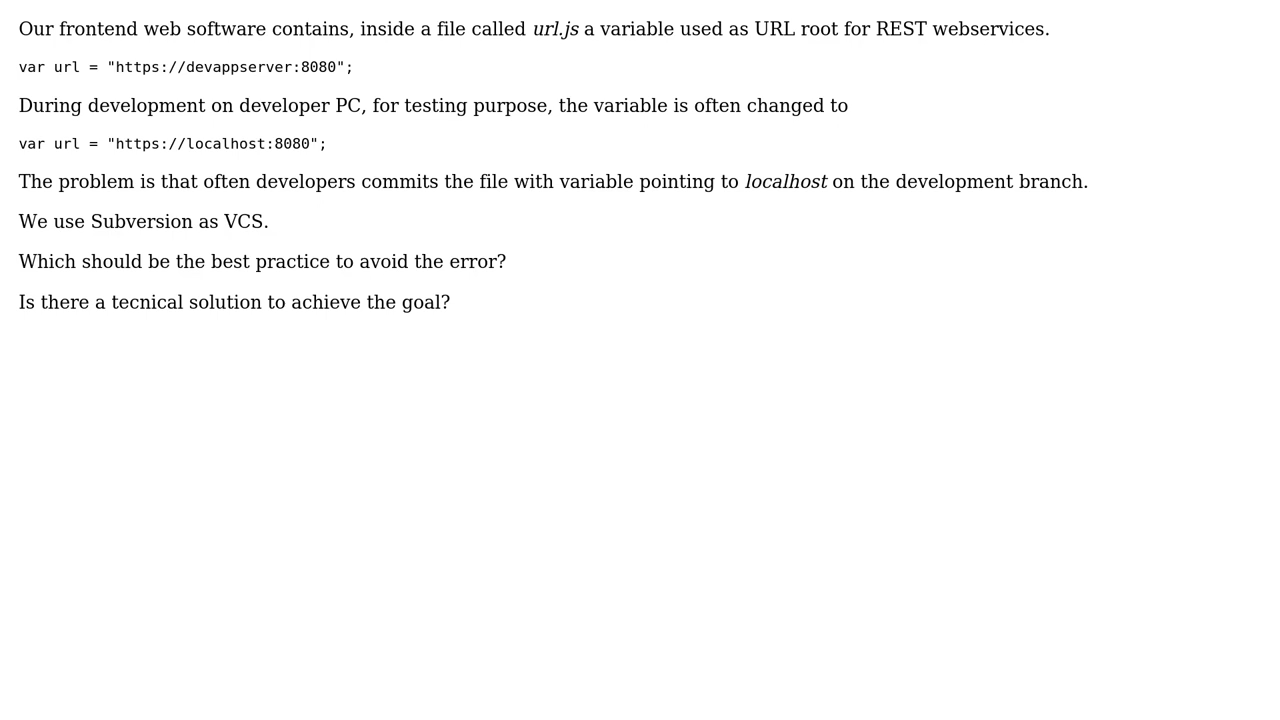 Our frontend web software contains, inside a file called url.js a variable used as URL root for REST webservices.
var url = "https://devappserver:8080";
During development on developer PC, for testing purpose, the variable is often changed to
var url = "https://localhost:8080";
The problem is that often developers commits the file with variable pointing to localhost on the development branch.
We use Subversion as VCS.
Which should be the best practice to avoid the error?
Is there a tecnical solution to achieve the goal?